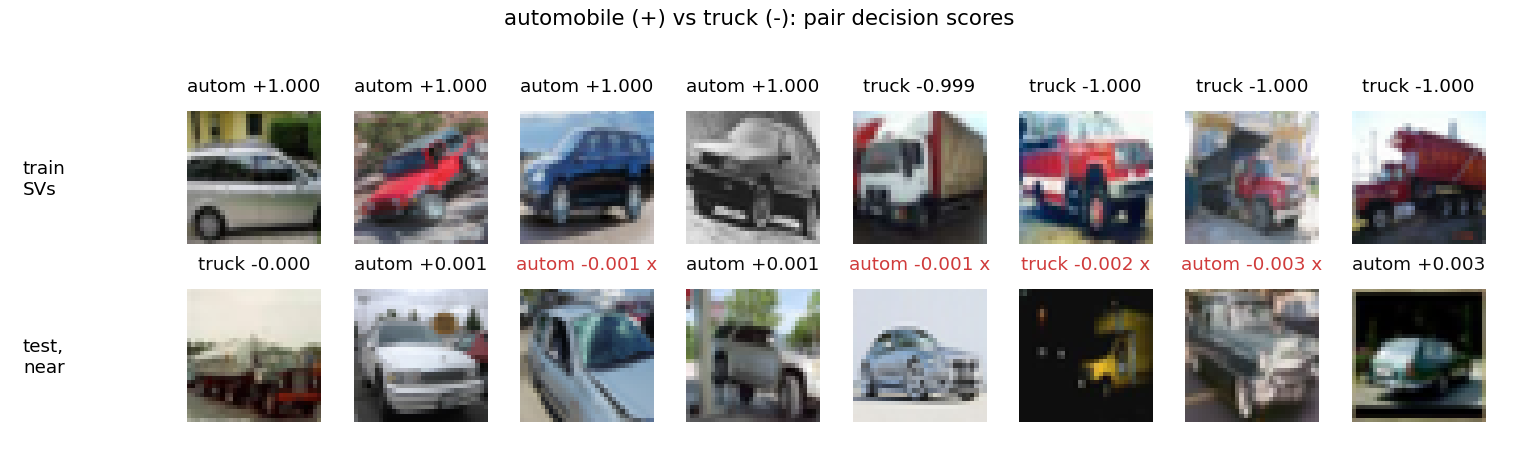 automobile (+) vs truck (-): pair decision scores
autom +1.000 autom +1.000 autom +1.000 autom +1.000 truck -0.999 truck -1.000 truck -1.000 truck -1.000
train
SVs
truck -0.000 autom +0.001 autom -0.001 x autom +0.001 autom -0.001 x truck -0.002 x autom -0.003 x autom +0.003
test,
near